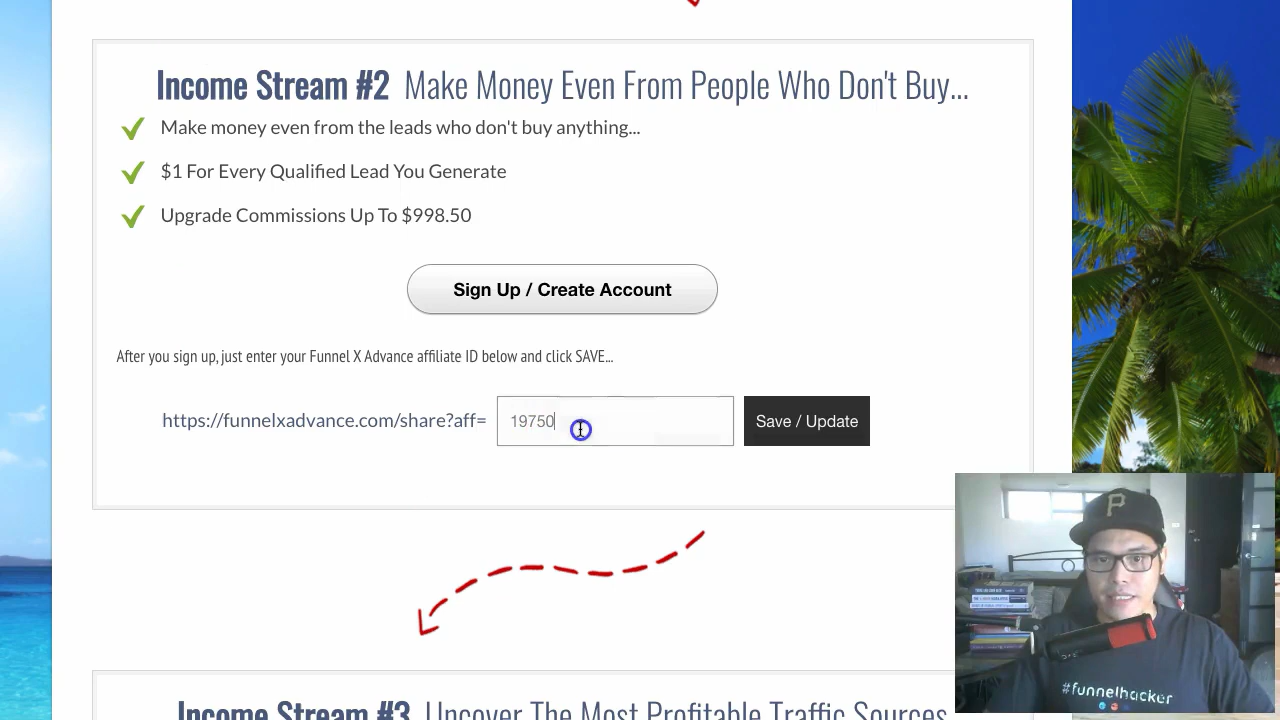 Income Stream #2 Make Money Even From People Who Don't Buy...
Make money even from the leads who don't buy anything...
$1 For Every Qualified Lead You Generate
Upgrade Commissions Up To $998.50
Sign Up / Create Account
After you sign up, just enter your Funnel X Advance affiliate ID below and click SAVE...
https://funnelxadvance.com/share?aff= 19750 Save / Update
P
#funnelhacker
Income Stream #3 Uncover The Most Profitable Traffic Sources